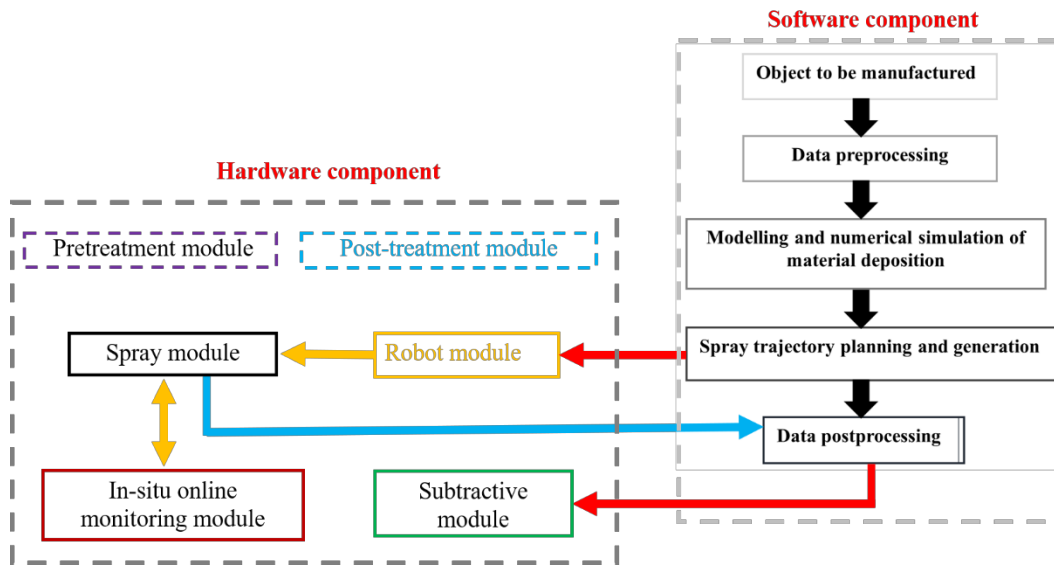 Software component
Object to be manufactured
Data preprocessing
Modelling and numerical simulation of
material deposition
Spray trajectory planning and generation
Data postprocessing
Hardware component
Pretreatment module
Post-treatment module
Spray module
Robot module
In-situ online
monitoring module
Subtractive
module